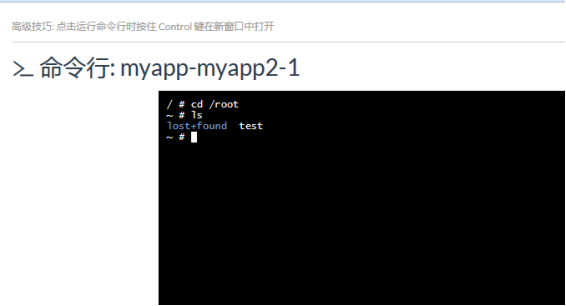 高级技巧: 点击运行命令行时按住 Control 键在新窗口中打开
>_ 命令行: myapp-myapp2-1
/ # cd /root
~ # ls
lost+found  test
~ #